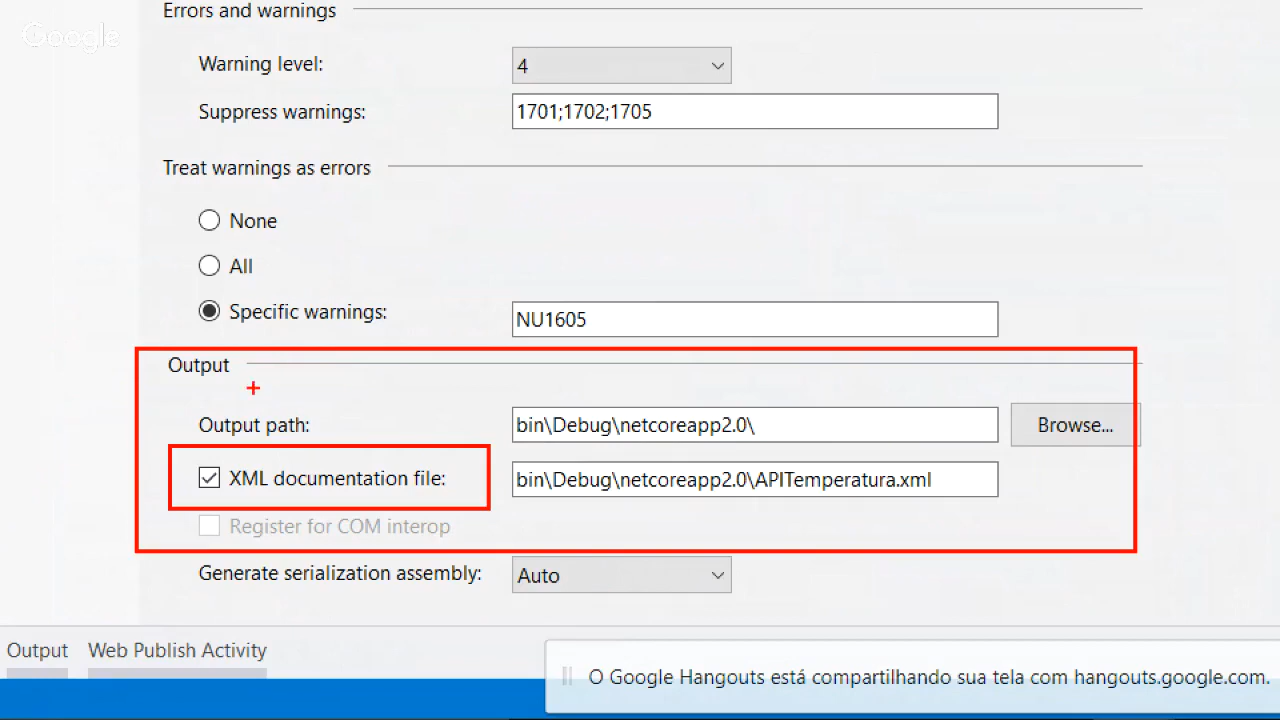 Google
Errors and warnings
Warning level: 4
Suppress warnings: 1701;1702;1705
Treat warnings as errors
None
All
Specific warnings: NU1605
Output
Output path: bin\Debug\netcoreapp2.0\ Browse...
XML documentation file: bin\Debug\netcoreapp2.0\APITemperatura.xml
Register for COM interop
Generate serialization assembly: Auto
Output Web Publish Activity
O Google Hangouts está compartilhando sua tela com hangouts.google.com.